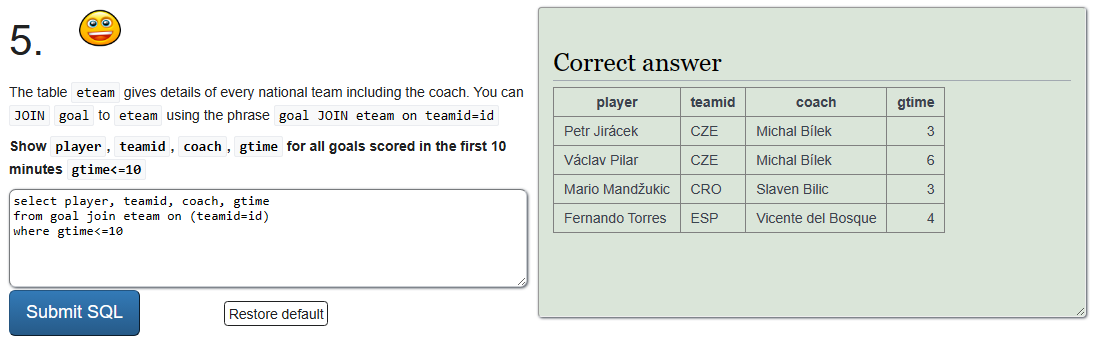 5.
The table eteam gives details of every national team including the coach. You can
JOIN goal to eteam using the phrase goal JOIN eteam on teamid=id
Show player, teamid, coach, gtime for all goals scored in the first 10
minutes gtime<=10
select player, teamid, coach, gtime
from goal join eteam on (teamid=id)
where gtime<=10
Submit SQL
Restore default
Correct answer
player teamid coach gtime
Petr Jirácek CZE Michal Bílek 3
Václav Pilar CZE Michal Bílek 6
Mario Mandžukic CRO Slaven Bilic 3
Fernando Torres ESP Vicente del Bosque 4